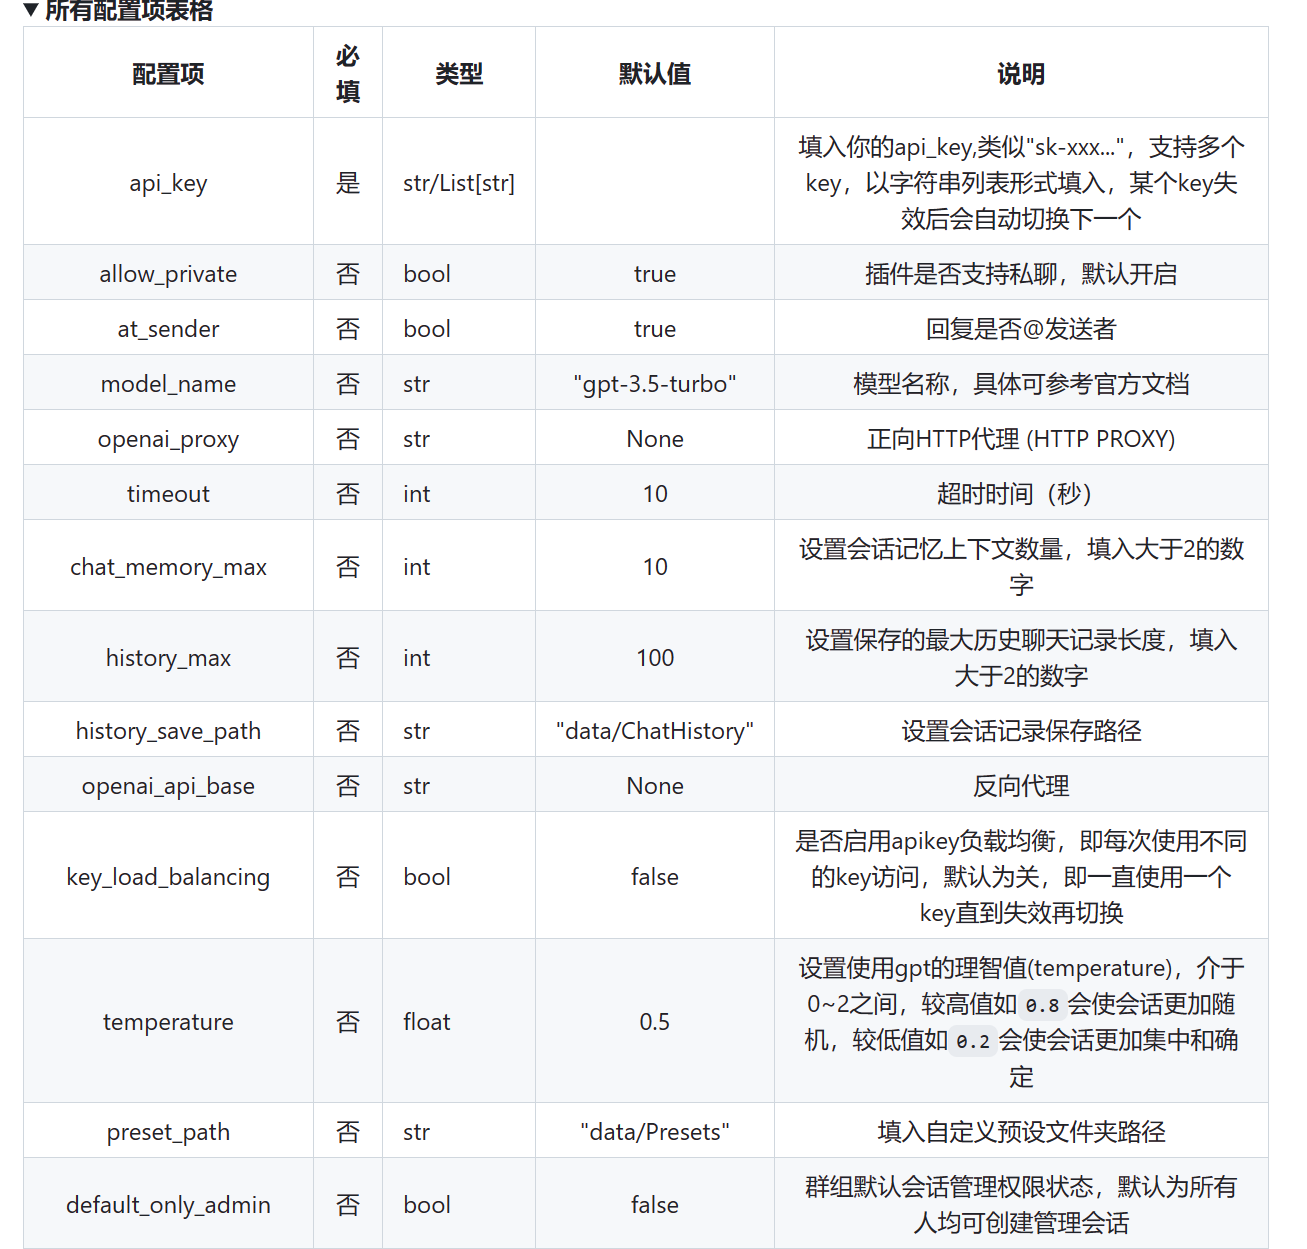 ▼ 所有配置项表格
配置项 必填 类型 默认值 说明
api_key 是 str/List[str] 填入你的api_key,类似"sk-xxx..."，支持多个
key，以字符串列表形式填入，某个key失
效后会自动切换下一个
allow_private 否 bool true 插件是否支持私聊，默认开启
at_sender 否 bool true 回复是否@发送者
model_name 否 str "gpt-3.5-turbo" 模型名称，具体可参考官方文档
openai_proxy 否 str None 正向HTTP代理 (HTTP PROXY)
timeout 否 int 10 超时时间（秒）
chat_memory_max 否 int 10 设置会话记忆上下文数量，填入大于2的数
字
history_max 否 int 100 设置保存的最大历史聊天记录长度，填入
大于2的数字
history_save_path 否 str "data/ChatHistory" 设置会话记录保存路径
openai_api_base 否 str None 反向代理
key_load_balancing 否 bool false 是否启用apikey负载均衡，即每次使用不同
的key访问，默认为关，即一直使用一个
key直到失效再切换
temperature 否 float 0.5 设置使用gpt的理智值(temperature)，介于
0~2之间，较高值如 0.8 会使会话更加随
机，较低值如 0.2 会使会话更加集中和确
定
preset_path 否 str "data/Presets" 填入自定义预设文件夹路径
default_only_admin 否 bool false 群组默认会话管理权限状态，默认为所有
人均可创建管理会话